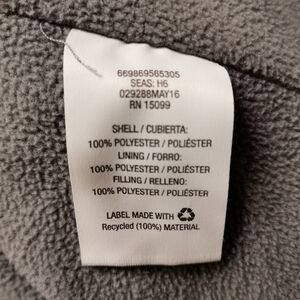 669869565305
SEAS: H6
029288MAY16
RN 15099
SHELL / CUBIERTA:
100% POLYESTER / POLIÉSTER
LINING / FORRO:
100% POLYESTER / POLIÉSTER
FILLING / RELLENO:
100% POLYESTER / POLIÉSTER
LABEL MADE WITH
Recycled (100%) MATERIAL